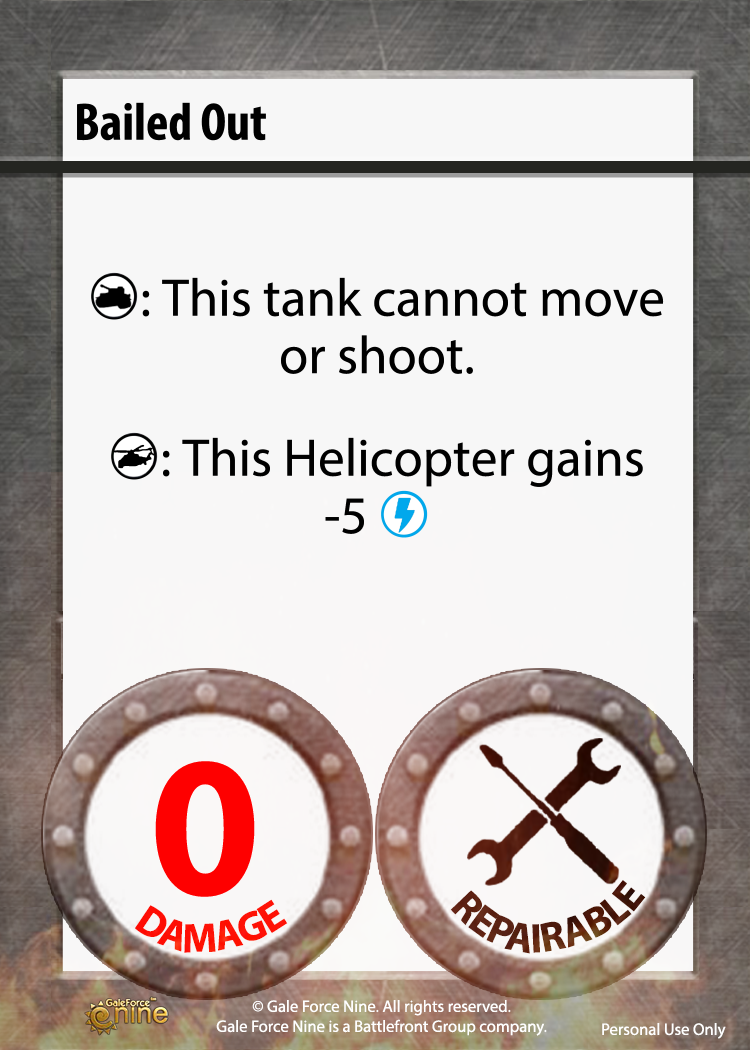 Bailed Out
: This tank cannot move
or shoot.
: This Helicopter gains
-5
0
DAMAGE
REPAIRABLE
GaleForce™
nine
© Gale Force Nine. All rights reserved.
Gale Force Nine is a Battlefront Group company.
Personal Use Only